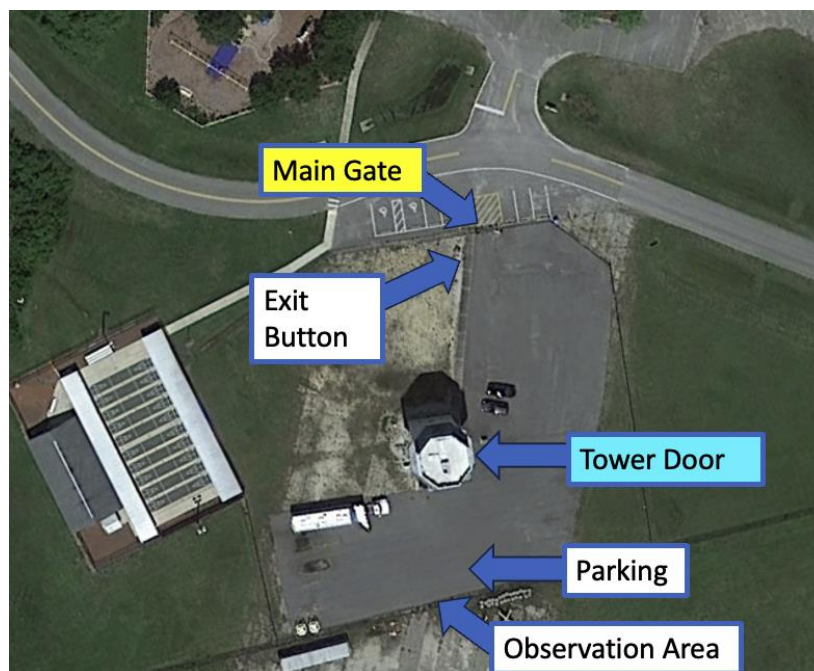 Main Gate
Exit
Button
Tower Door
Parking
Observation Area